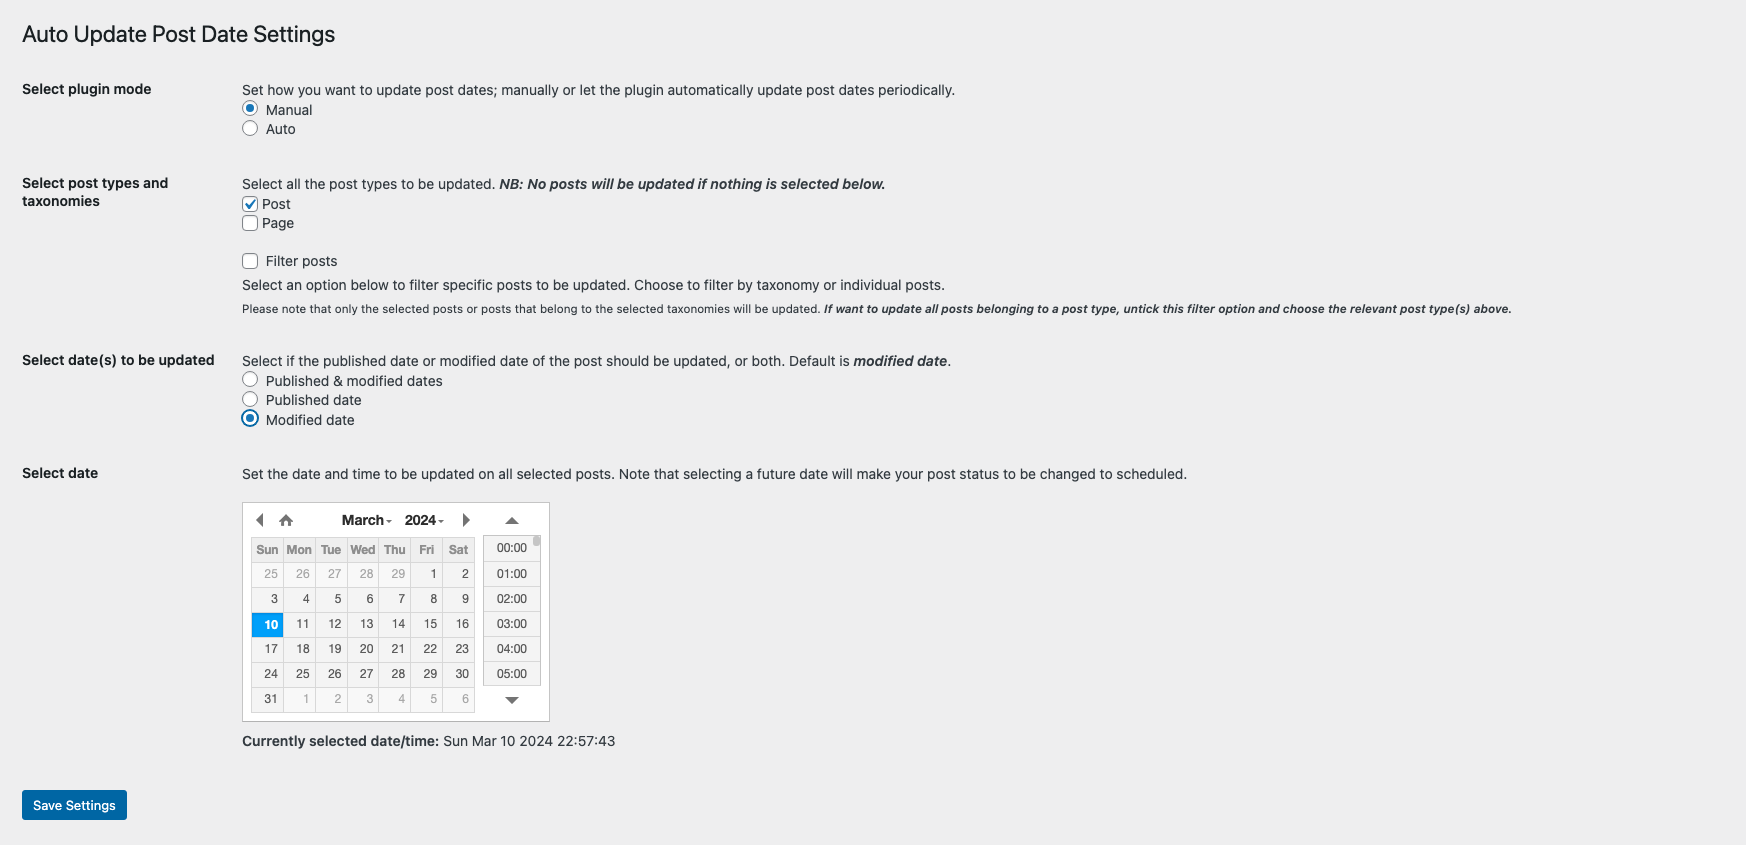 Auto Update Post Date Settings
Select plugin mode
Set how you want to update post dates; manually or let the plugin automatically update post dates periodically.
Manual
Auto
Select post types and
taxonomies
Select all the post types to be updated. NB: No posts will be updated if nothing is selected below.
Post
Page
Filter posts
Select an option below to filter specific posts to be updated. Choose to filter by taxonomy or individual posts.
Please note that only the selected posts or posts that belong to the selected taxonomies will be updated. If want to update all posts belonging to a post type, untick this filter option and choose the relevant post type(s) above.
Select date(s) to be updated
Select if the published date or modified date of the post should be updated, or both. Default is modified date.
Published & modified dates
Published date
Modified date
Select date
Set the date and time to be updated on all selected posts. Note that selecting a future date will make your post status to be changed to scheduled.
March 2024
Sun Mon Tue Wed Thu Fri Sat
25 26 27 28 29 1 2
3 4 5 6 7 8 9
10 11 12 13 14 15 16
17 18 19 20 21 22 23
24 25 26 27 28 29 30
31 1 2 3 4 5 6
00:00
01:00
02:00
03:00
04:00
05:00
Currently selected date/time: Sun Mar 10 2024 22:57:43
Save Settings